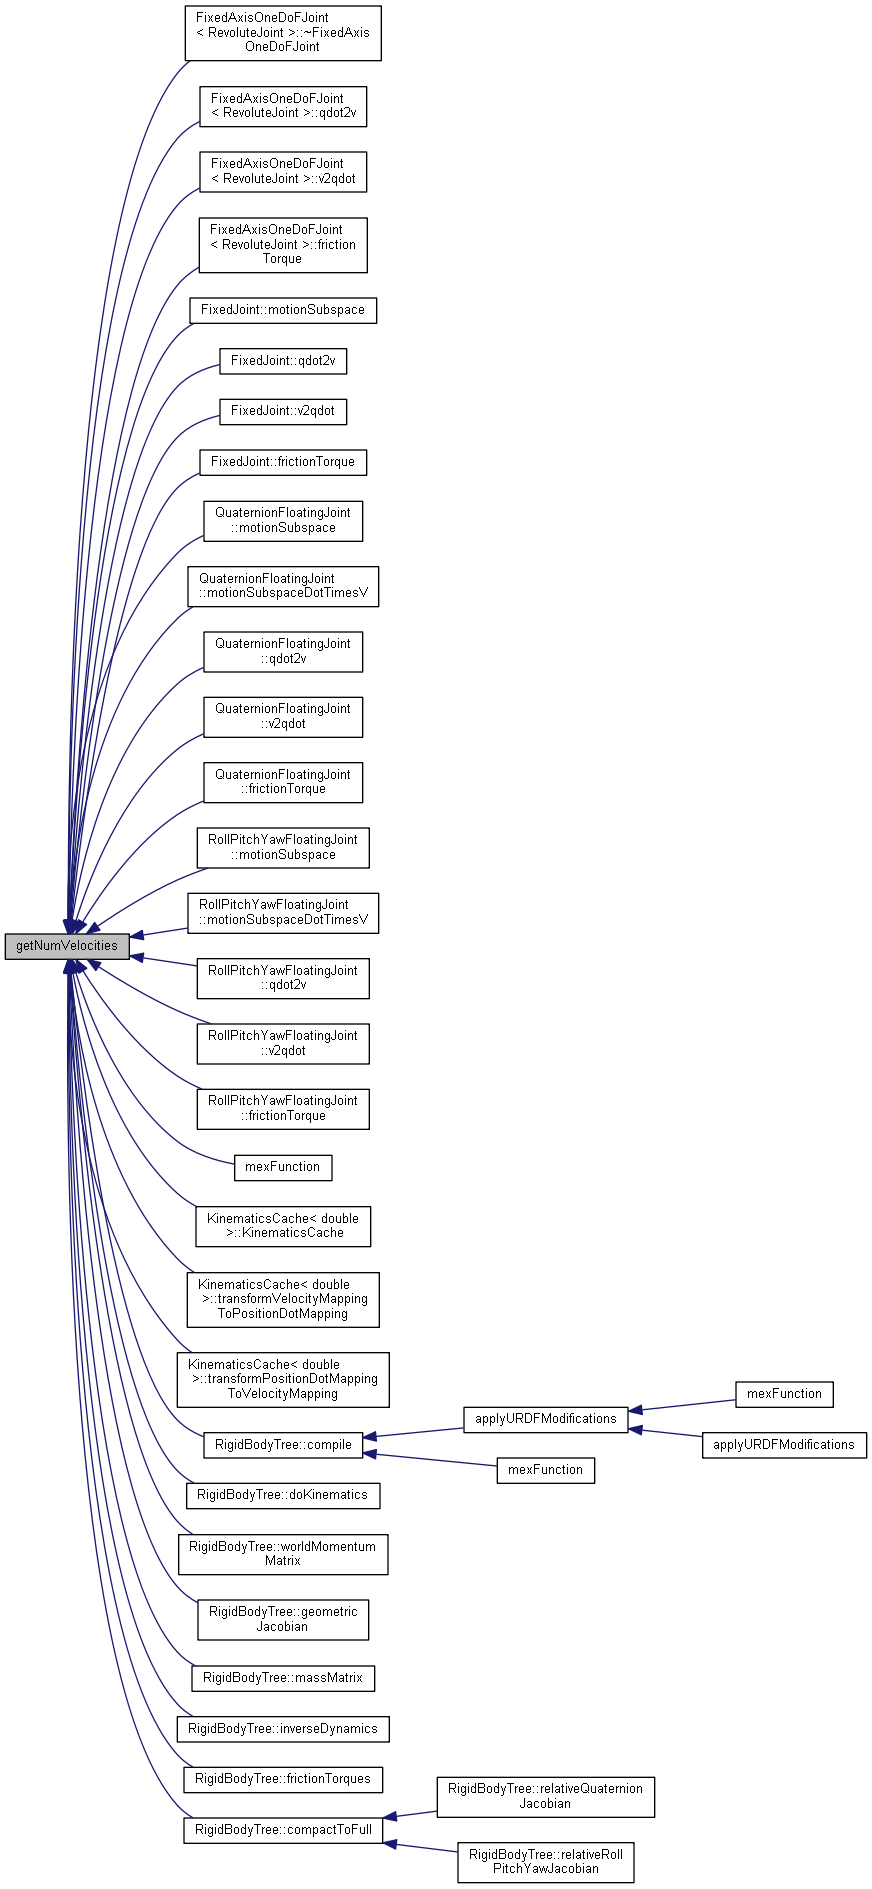 FixedAxisOneDoFJoint
< RevoluteJoint >::~FixedAxis
OneDoFJoint
FixedAxisOneDoFJoint
< RevoluteJoint >::qdot2v
FixedAxisOneDoFJoint
< RevoluteJoint >::v2qdot
FixedAxisOneDoFJoint
< RevoluteJoint >::friction
Torque
FixedJoint::motionSubspace
FixedJoint::qdot2v
FixedJoint::v2qdot
FixedJoint::frictionTorque
QuaternionFloatingJoint
::motionSubspace
QuaternionFloatingJoint
::motionSubspaceDotTimesV
QuaternionFloatingJoint
::qdot2v
QuaternionFloatingJoint
::v2qdot
QuaternionFloatingJoint
::frictionTorque
RollPitchYawFloatingJoint
::motionSubspace
RollPitchYawFloatingJoint
::motionSubspaceDotTimesV
getNumVelocities
RollPitchYawFloatingJoint
::qdot2v
RollPitchYawFloatingJoint
::v2qdot
RollPitchYawFloatingJoint
::frictionTorque
mexFunction
KinematicsCache< double
>::KinematicsCache
KinematicsCache< double
>::transformVelocityMapping
ToPositionDotMapping
KinematicsCache< double
>::transformPositionDotMapping
ToVelocityMapping
RigidBodyTree::compile
applyURDFModifications
mexFunction
applyURDFModifications
mexFunction
RigidBodyTree::doKinematics
RigidBodyTree::worldMomentum
Matrix
RigidBodyTree::geometric
Jacobian
RigidBodyTree::massMatrix
RigidBodyTree::inverseDynamics
RigidBodyTree::frictionTorques
RigidBodyTree::compactToFull
RigidBodyTree::relativeQuaternion
Jacobian
RigidBodyTree::relativeRoll
PitchYawJacobian